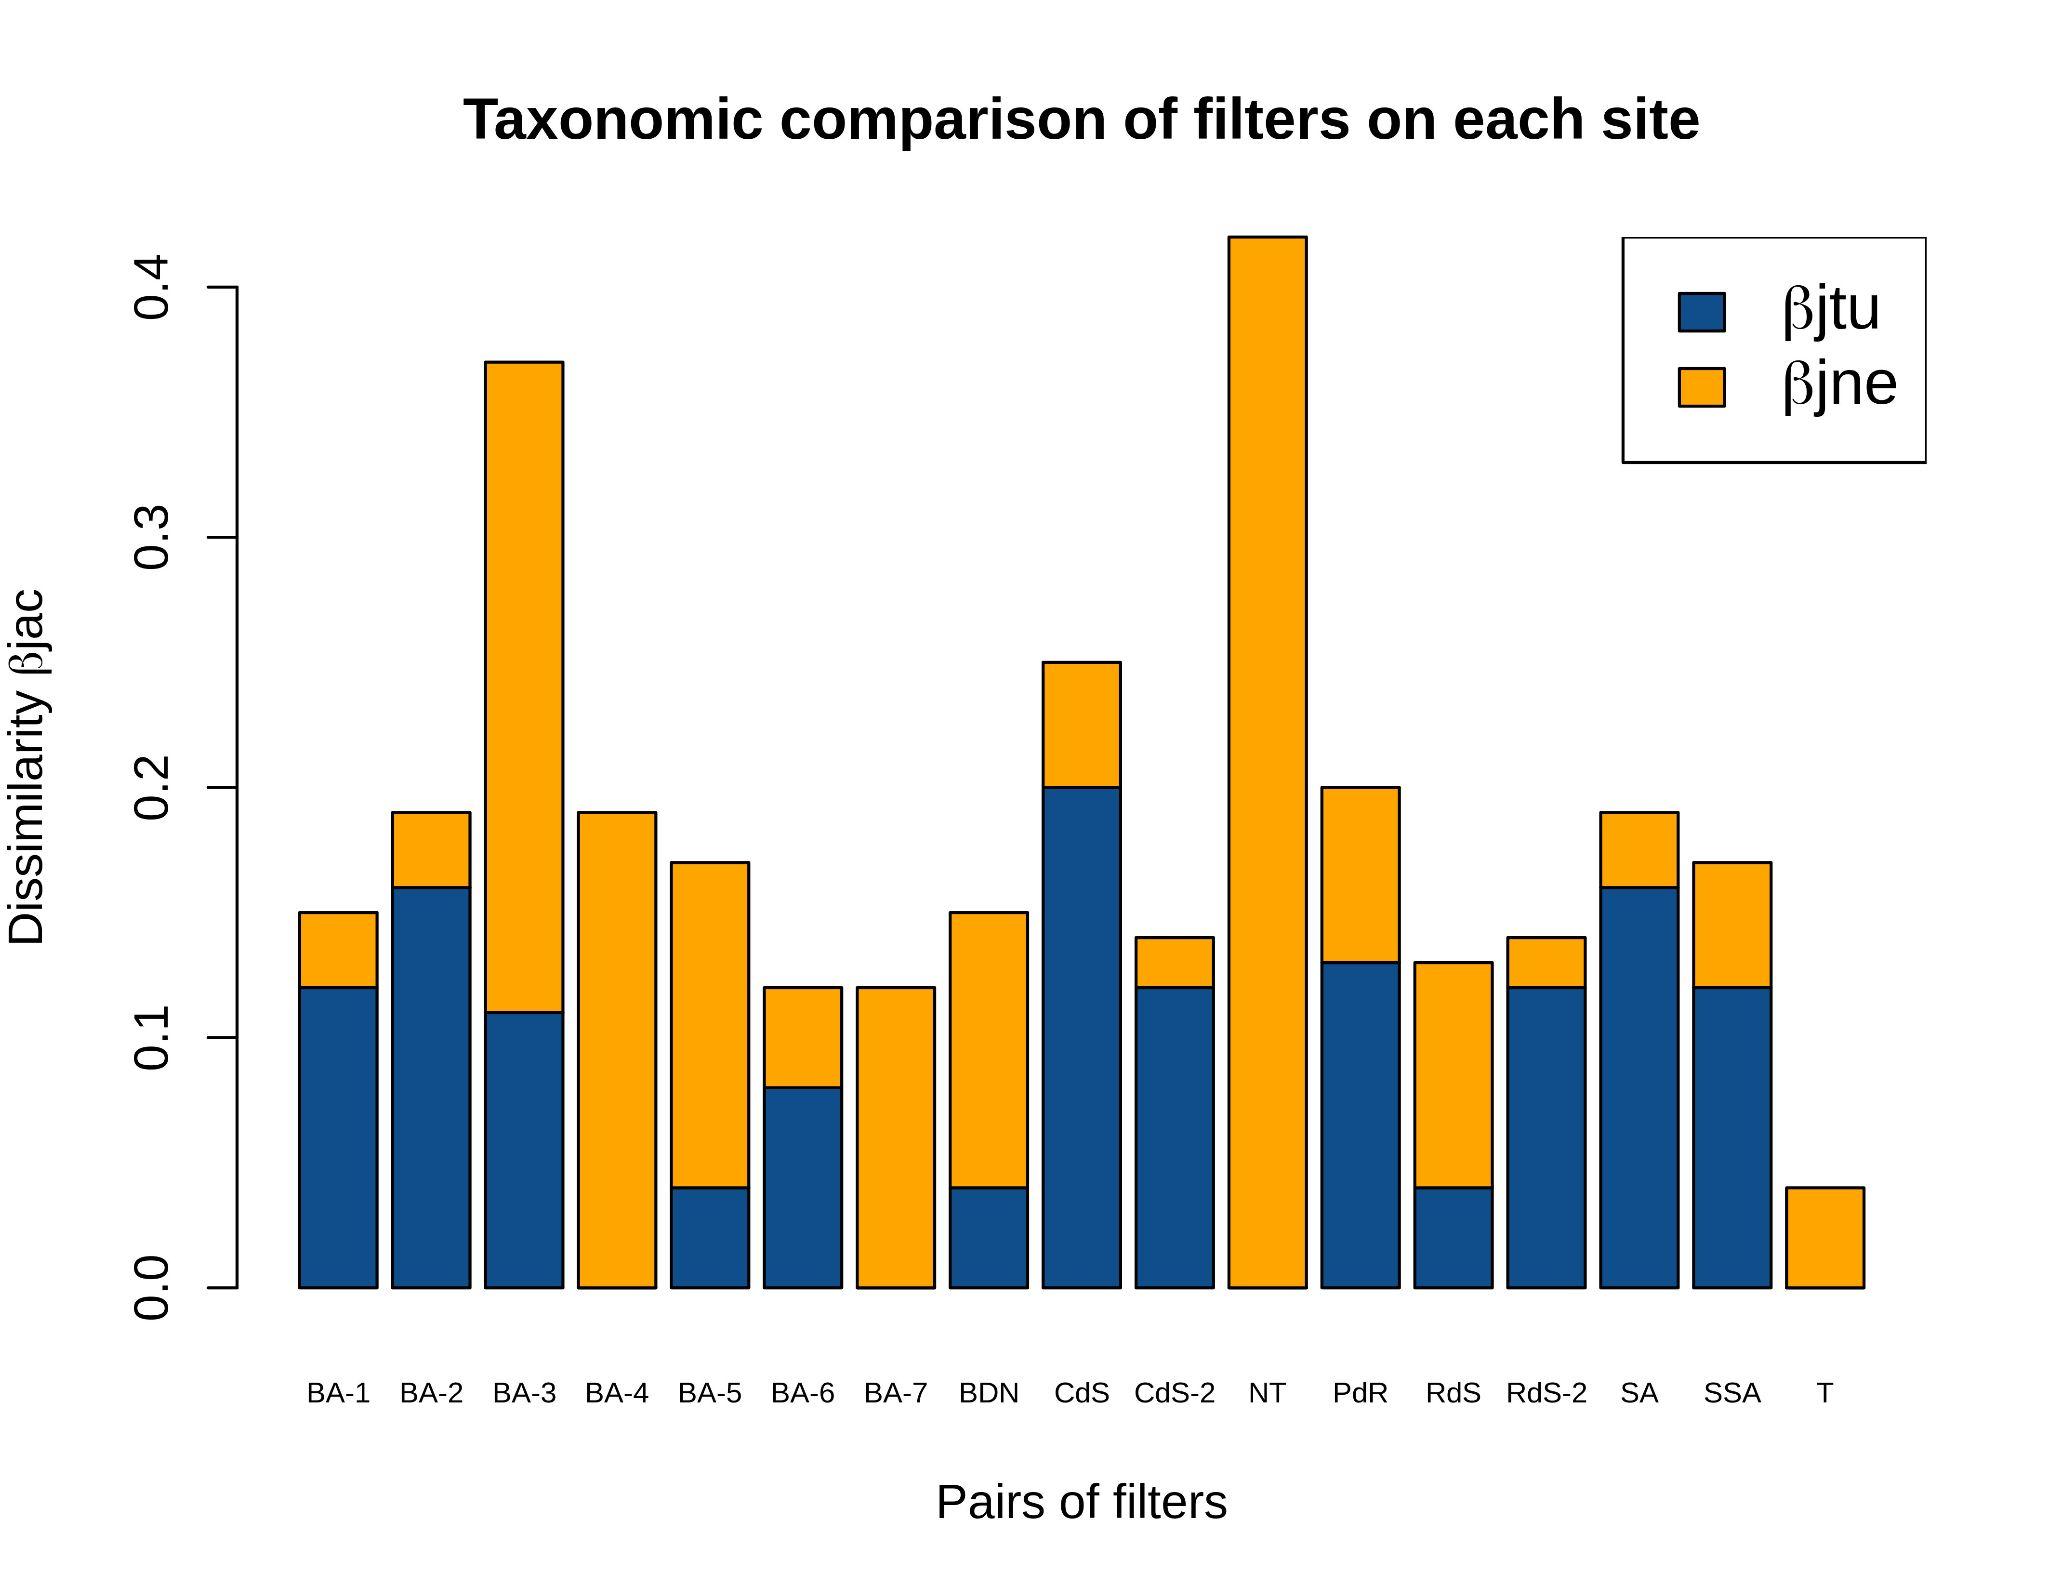 Taxonomic comparison of filters on each site
βjtu
βjne
Dissimilarity βjac
0.4
0.3
0.2
0.1
0.0
BA-1 BA-2 BA-3 BA-4 BA-5 BA-6 BA-7 BDN CdS CdS-2 NT PdR RdS RdS-2 SA SSA T
Pairs of filters